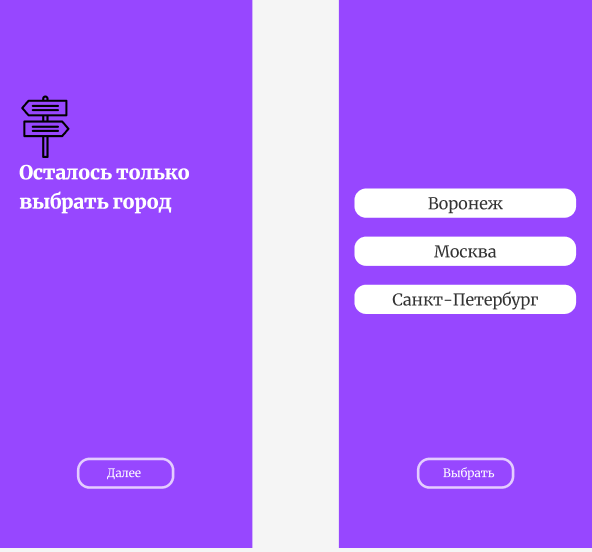 Осталось только
выбрать город
Далее
Воронеж
Москва
Санкт-Петербург
Выбрать